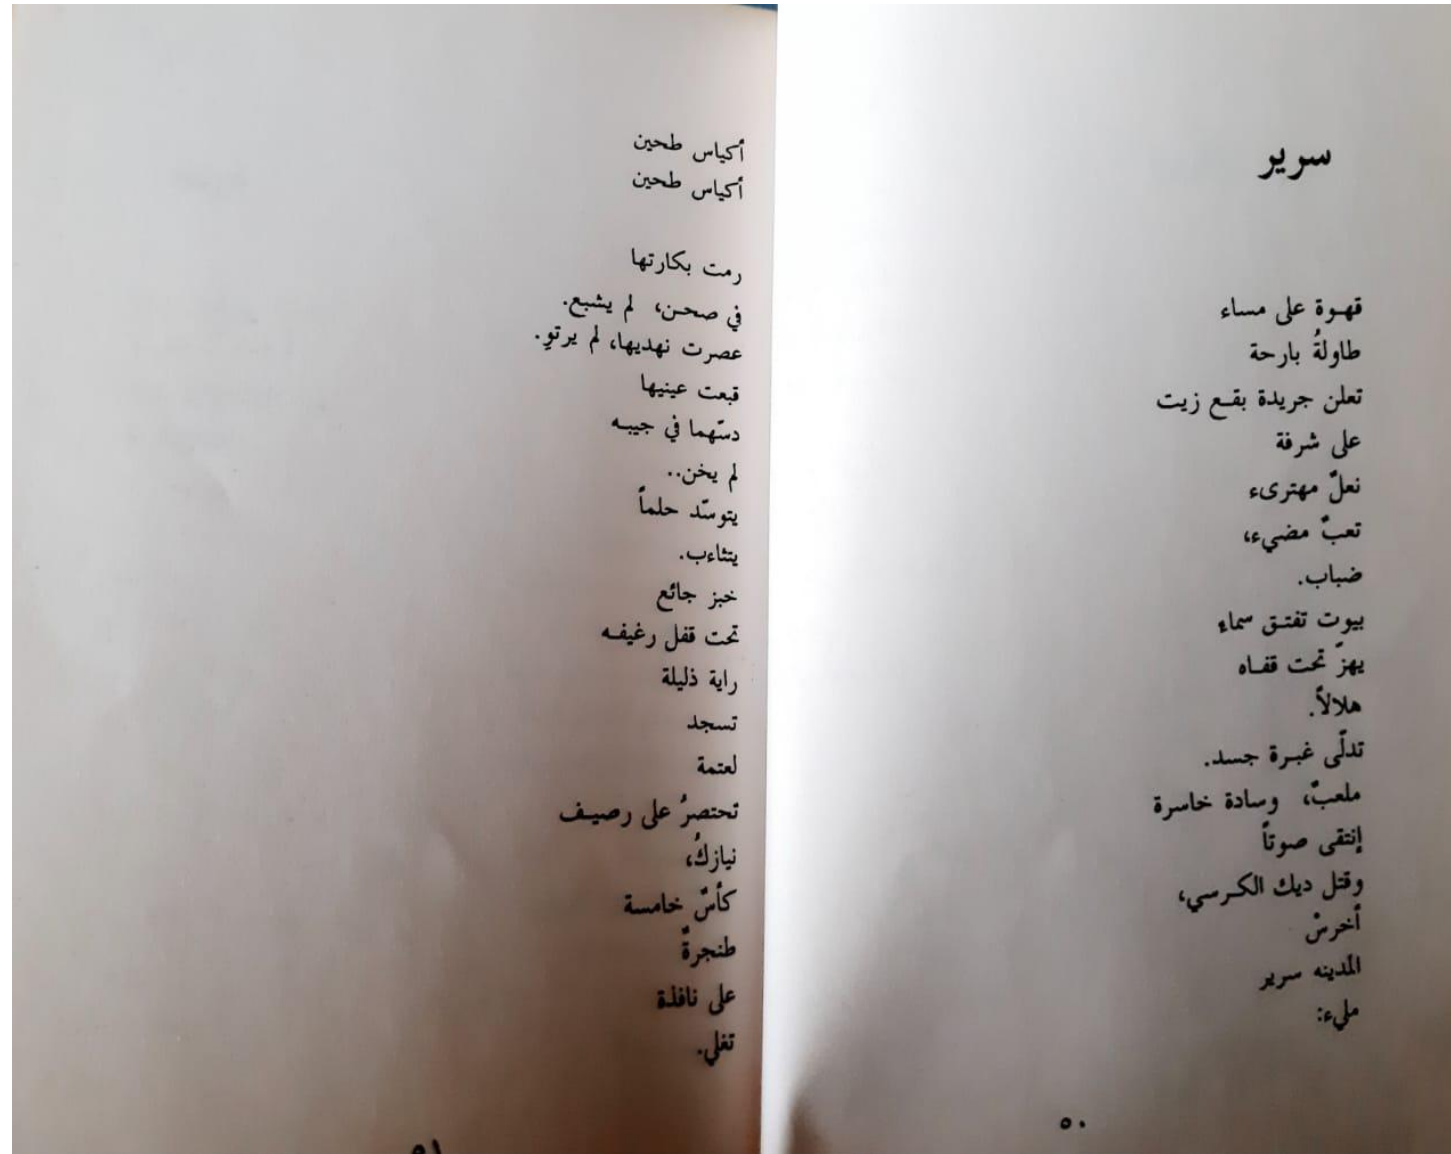 سرير
قهوة على مساء
طاولةُ بارحة
تعلن جريدة بقع زيت
على شرفة
نعلٌ مهترىء
تعبٌ مضيء،
ضباب.
بيوت تفتق سماءٍ
يهزّ تحت قفاه
هلالاً.
تدلّى غبرة جسد.
ملعبٌ، وسادة خاسرة
إنتقى صوتاً
وقتل ديك الكرسي،
أخرسْ
المدينه سرير
مليء:
٥٠
أكياس طحين
أكياس طحين
رمت بكارتها
في صحن، لم يشبع.
عصرت نهديها، لم يرتوِ.
قبعت عينيها
دسّهما في جيبه
لم يخن..
يتوسّد حلماً
يتثاءب.
خبز جائع
تحت قفل رغيفه
راية ذليلة
تسجد
لعتمة
تحتصرُ على رصيف
نيازكُ،
كأسٌ خامسة
طنجرةٌ
على نافذة
تغلي.
٥١